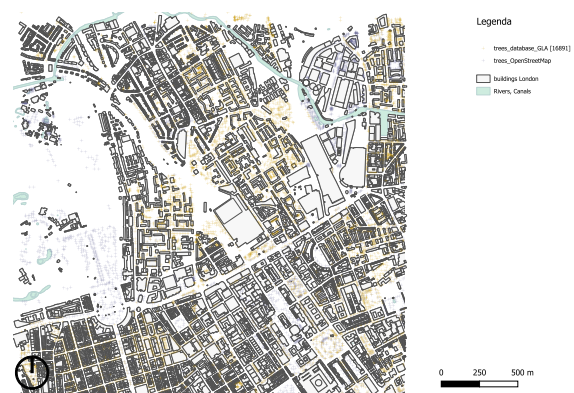 Legenda
trees_database_GLA [16891]
trees_OpenStreetMap
buildings London
Rivers, Canals
0 250 500 m